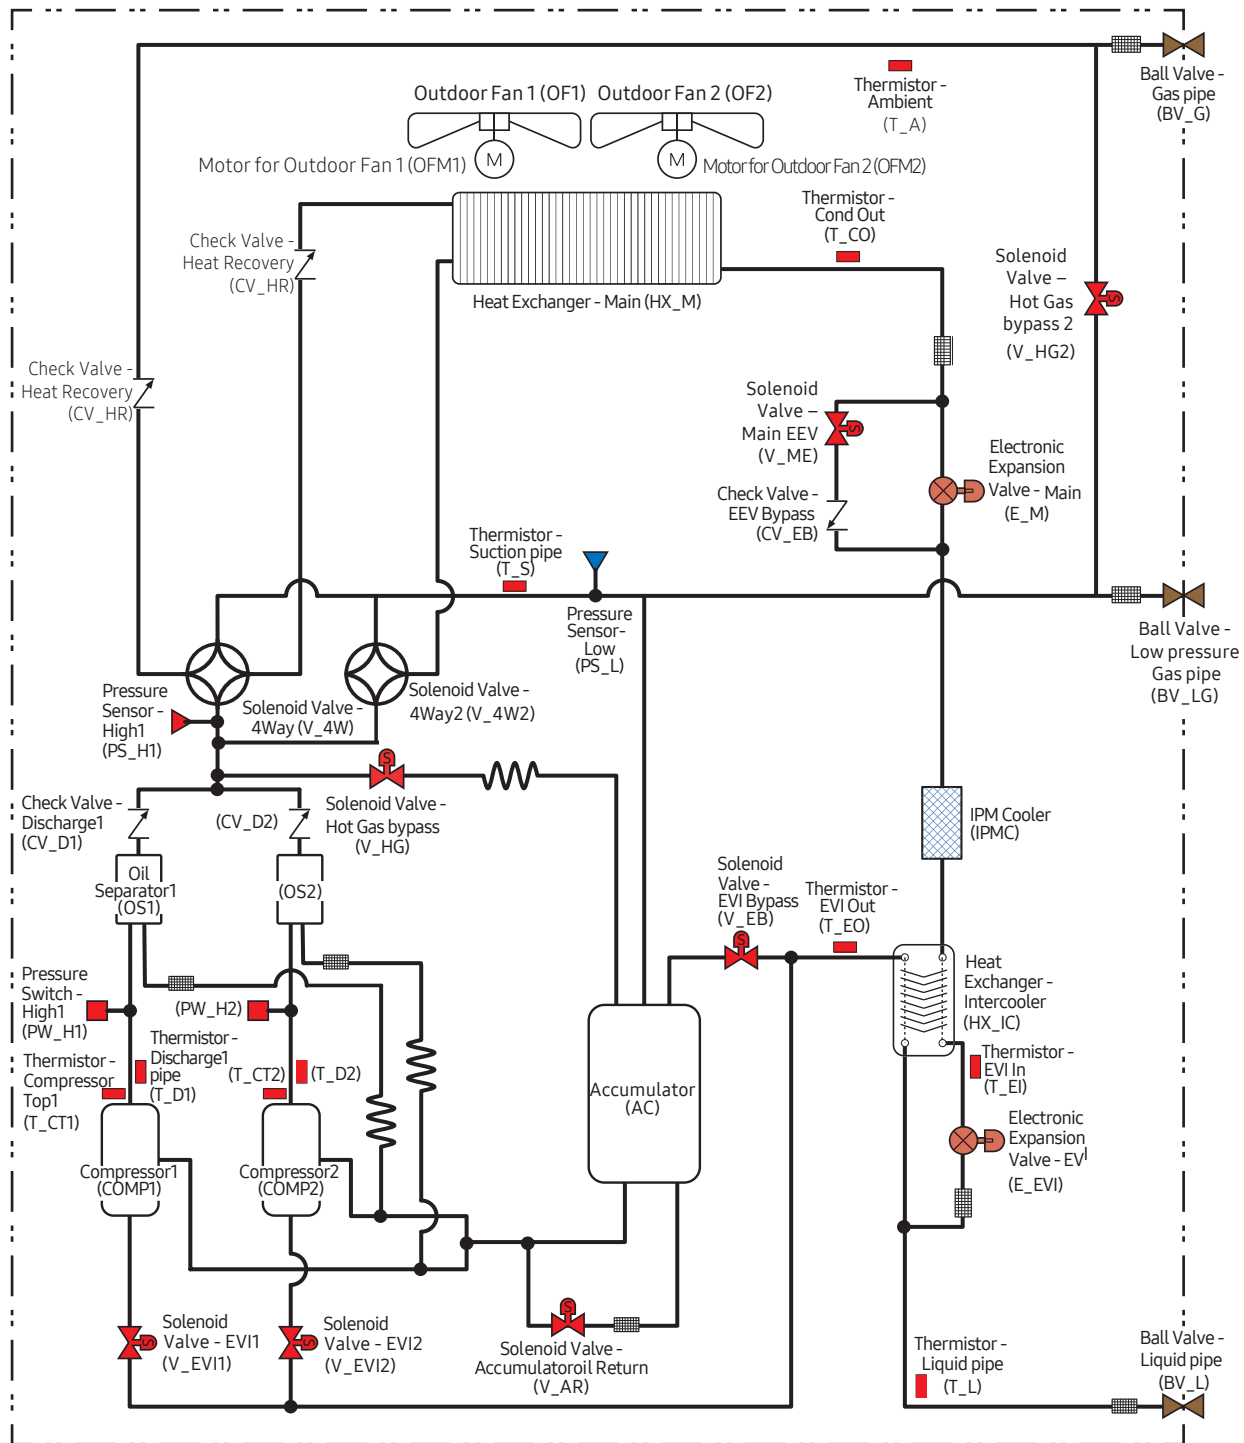 Ball Valve -
Gas pipe
(BV_G)
Thermistor -
Ambient
(T_A)
Outdoor Fan 1 (OF1)
Outdoor Fan 2 (OF2)
M
M
Motor for Outdoor Fan 1 (OFM1)
Motor for Outdoor Fan 2 (OFM2)
Thermistor -
Cond Out
(T_CO)
Check Valve -
Heat Recovery
(CV_HR)
Heat Exchanger - Main (HX_M)
Solenoid
Valve –
Hot Gas
bypass 2
(V_HG2)
S
Check Valve -
Heat Recovery
(CV_HR)
Solenoid
Valve –
Main EEV
(V_ME)
S
Electronic
Expansion
Valve - Main
(E_M)
Check Valve -
EEV Bypass
(CV_EB)
Thermistor -
Suction pipe
(T_S)
Pressure
Sensor-
Low
(PS_L)
Ball Valve -
Low pressure
Gas pipe
(BV_LG)
Pressure
Sensor -
High1
(PS_H1)
Solenoid Valve -
4Way (V_4W)
Solenoid Valve -
4Way2 (V_4W2)
S
Check Valve -
Discharge1
(CV_D1)
(CV_D2)
Solenoid Valve -
Hot Gas bypass
(V_HG)
IPM Cooler
(IPMC)
Oil
Separator1
(OS1)
(OS2)
Solenoid
Valve -
EVI Bypass
(V_EB)
S
Thermistor -
EVI Out
(T_EO)
Heat
Exchanger -
Intercooler
(HX_IC)
Pressure
Switch -
High1
(PW_H1)
(PW_H2)
Thermistor -
Discharge1
pipe
(T_D1)
Thermistor -
Compressor
Top1
(T_CT1)
(T_CT2)
(T_D2)
Thermistor -
EVI In
(T_EI)
Accumulator
(AC)
Electronic
Expansion
Valve - EVI
(E_EVI)
Compressor1
(COMP1)
Compressor2
(COMP2)
S
Solenoid
Valve - EVI1
(V_EVI1)
S
Solenoid
Valve - EVI2
(V_EVI2)
S
Solenoid Valve -
Accumulatoroil Return
(V_AR)
Thermistor -
Liquid pipe
(T_L)
Ball Valve -
Liquid pipe
(BV_L)